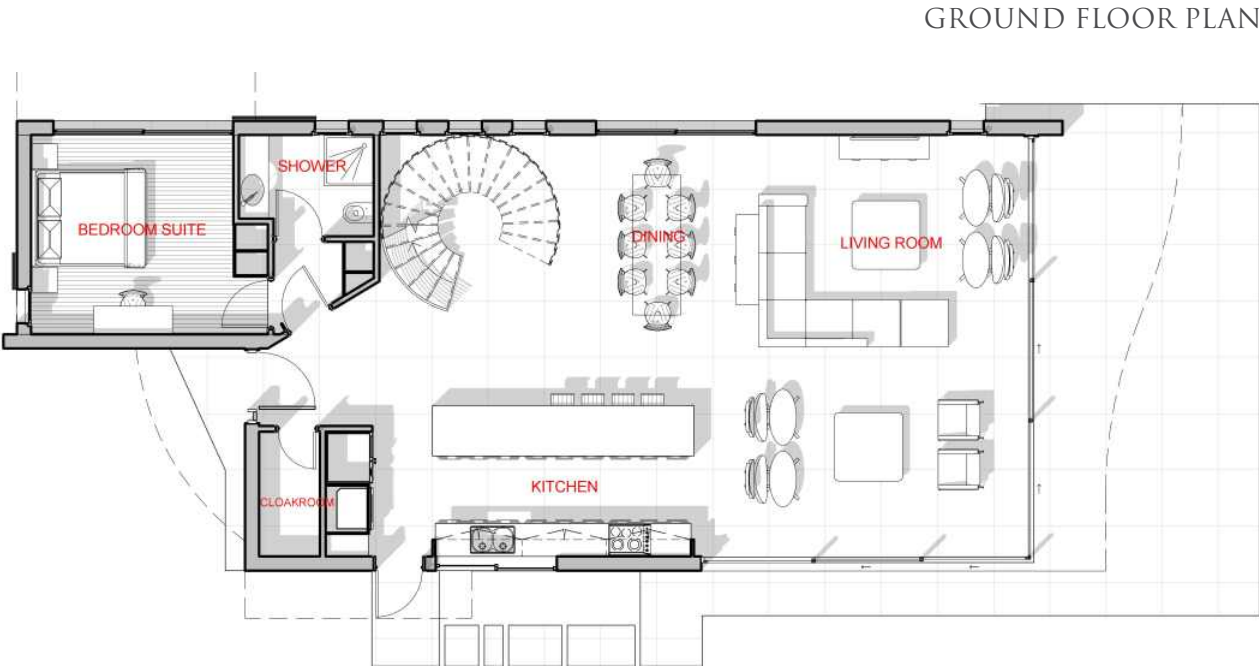 GROUND FLOOR PLAN
SHOWER
BEDROOM SUITE
DINING
LIVING ROOM
KITCHEN
CLOAKROOM